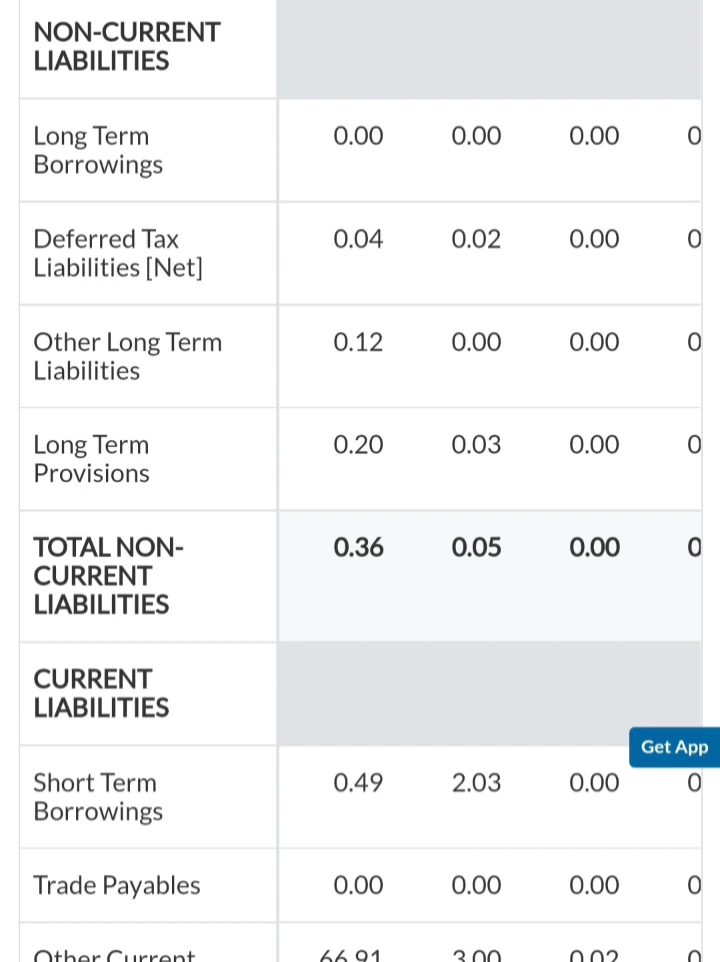 NON-CURRENT
LIABILITIES
Long Term 0.00 0.00 0.00 0
Borrowings
Deferred Tax 0.04 0.02 0.00 0
Liabilities [Net]
Other Long Term 0.12 0.00 0.00 0
Liabilities
Long Term 0.20 0.03 0.00 0
Provisions
TOTAL NON- 0.36 0.05 0.00 0
CURRENT
LIABILITIES
CURRENT
LIABILITIES
Get App
Short Term 0.49 2.03 0.00 0
Borrowings
Trade Payables 0.00 0.00 0.00 0
Other Current 66.91 3.00 0.02 0